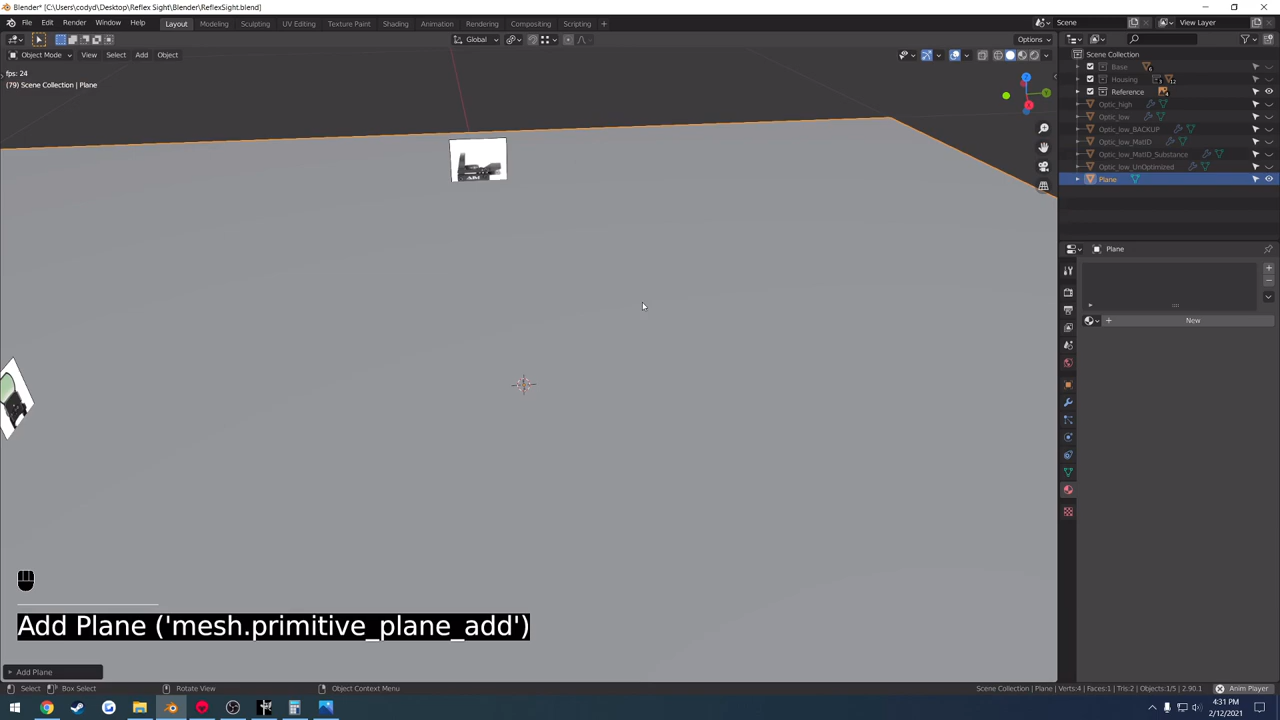 Blender* [C:\Users\codyd\Desktop\Reflex Sight\Blender\ReflexSight.blend]
File Edit Render Window Help Layout Modeling Sculpting UV Editing Texture Paint Shading Animation Rendering Compositing Scripting + Scene View Layer
Global Options
Object Mode View Select Add Object
Scene Collection
Base 6
Housing 3 12
Reference 4
Optic_high
Optic_low
Optic_low_BACKUP
Optic_low_MatID
Optic_low_MatID_Substance
Optic_low_UnOptimized
Plane
fps: 24
(79) Scene Collection | Plane
Plane
New
Add Plane ('mesh.primitive_plane_add')
Add Plane
Select Box Select Rotate View Object Context Menu Scene Collection | Plane | Verts:4 | Faces:1 | Tris:2 | Objects:1/5 | 2.90.1 Anim Player
4:31 PM
2/12/2021